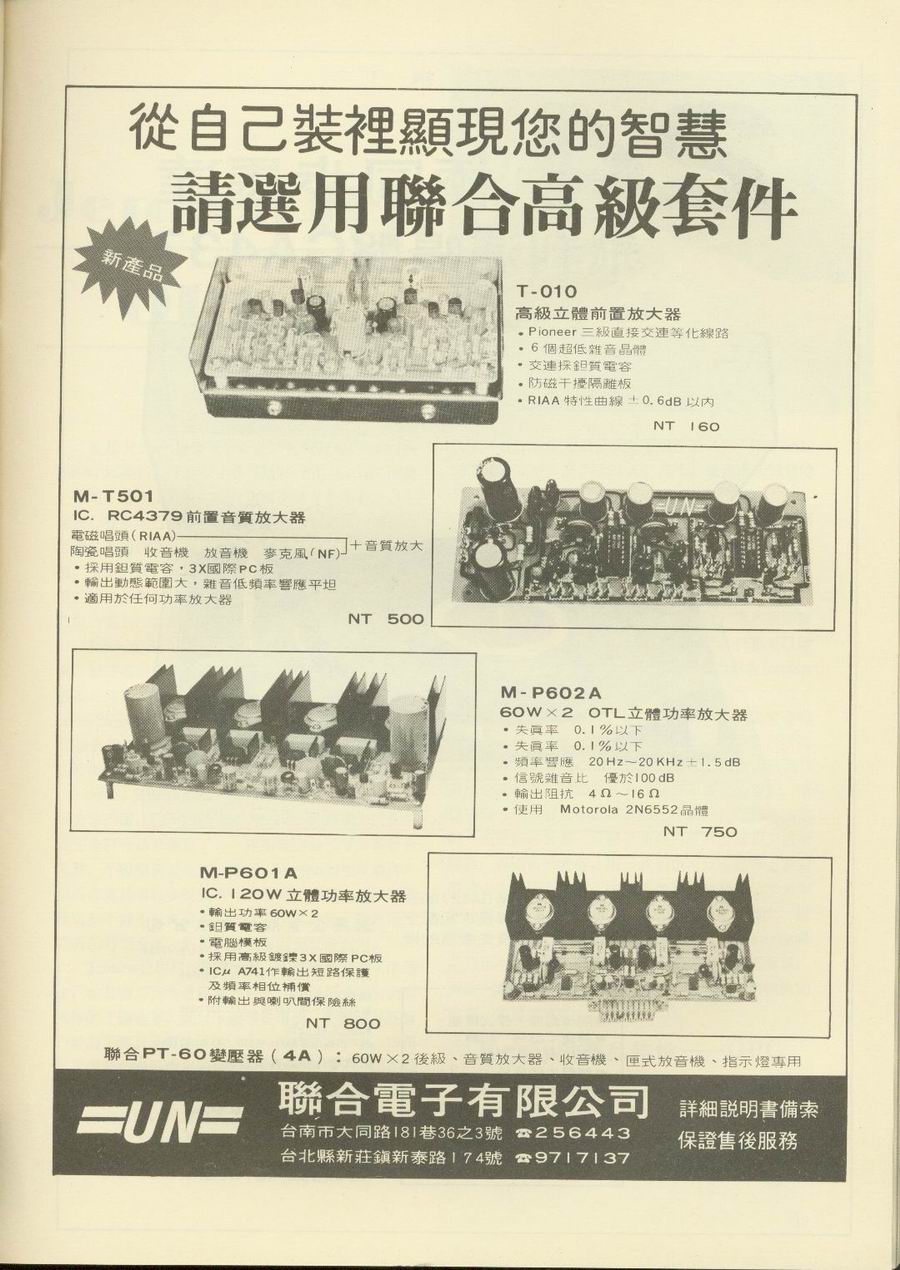 從自己裝裡顯現您的智慧
請選用聯合高級套件
新產品
T-010
高級立體前置放大器
• Pioneer 三級直接交連等化線路
• 6 個超低雜音晶體
• 交連採鉭質電容
• 防磁干擾隔離板
• RIAA 特性曲線 ±0.6dB 以內
NT 160
M-T501
IC. RC4379前置音質放大器
電磁唱頭(RIAA)
陶瓷唱頭 收音機 放音機 麥克風(NF)
＋音質放大
• 採用鉭質電容，3X國際PC板
• 輸出動態範圍大，雜音低頻率響應平坦
• 適用於任何功率放大器
NT 500
=UN=
M-P602A
60W×2 OTL立體功率放大器
• 失眞率 0.1%以下
• 失眞率 0.1%以下
• 頻率響應 20Hz～20KHz±1.5dB
• 信號雜音比 優於100dB
• 輸出阻抗 4Ω～16Ω
• 使用 Motorola 2N6552晶體
NT 750
M-P601A
IC. 120W立體功率放大器
• 輸出功率60W×2
• 鉭質電容
• 電腦模板
• 採用高級鍍鎳3X國際PC板
• ICμ A741作輸出短路保護
及頻率相位補償
• 附輸出與喇叭間保險絲
NT 800
聯合PT-60變壓器(4A)：60W×2後級、音質放大器、收音機、匣式放音機、指示燈專用
=UN=
聯合電子有限公司
台南市大同路181巷36之3號 ☎256443
台北縣新莊鎭新泰路174號 ☎9717137
詳細說明書備索
保證售後服務